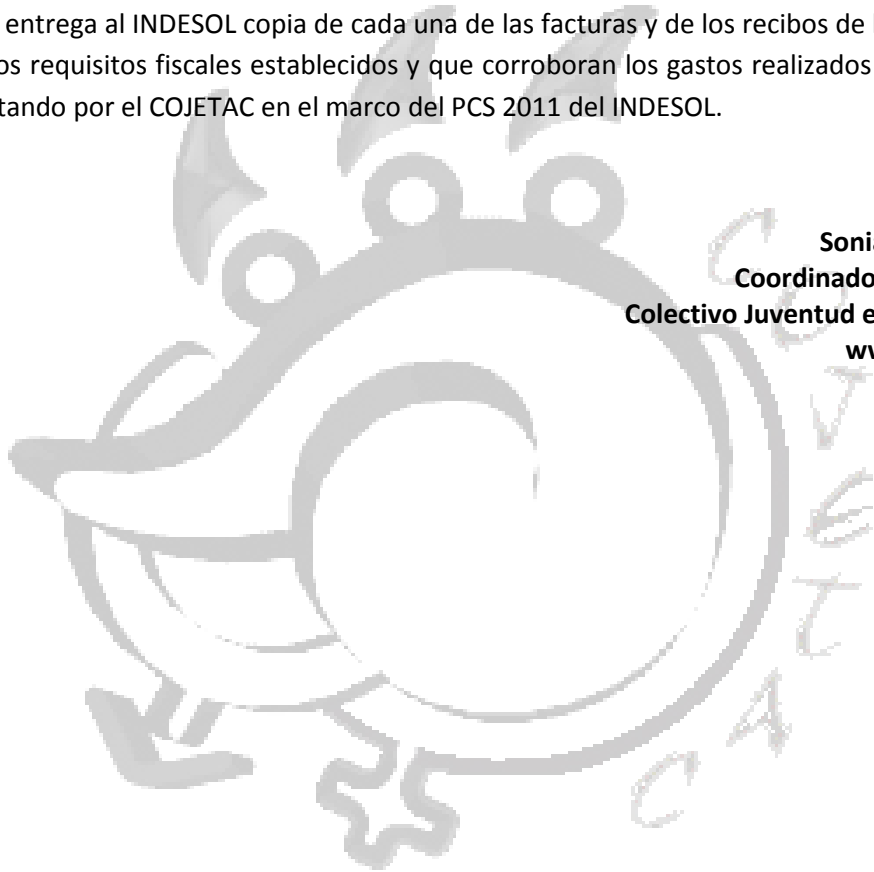 entrega al INDESOL copia de cada una de las facturas y de los recibos de
os requisitos fiscales establecidos y que corroboran los gastos realizados
tando por el COJETAC en el marco del PCS 2011 del INDESOL.
Soni
Coordinado
Colectivo Juventud e
ww
C O J E T A C